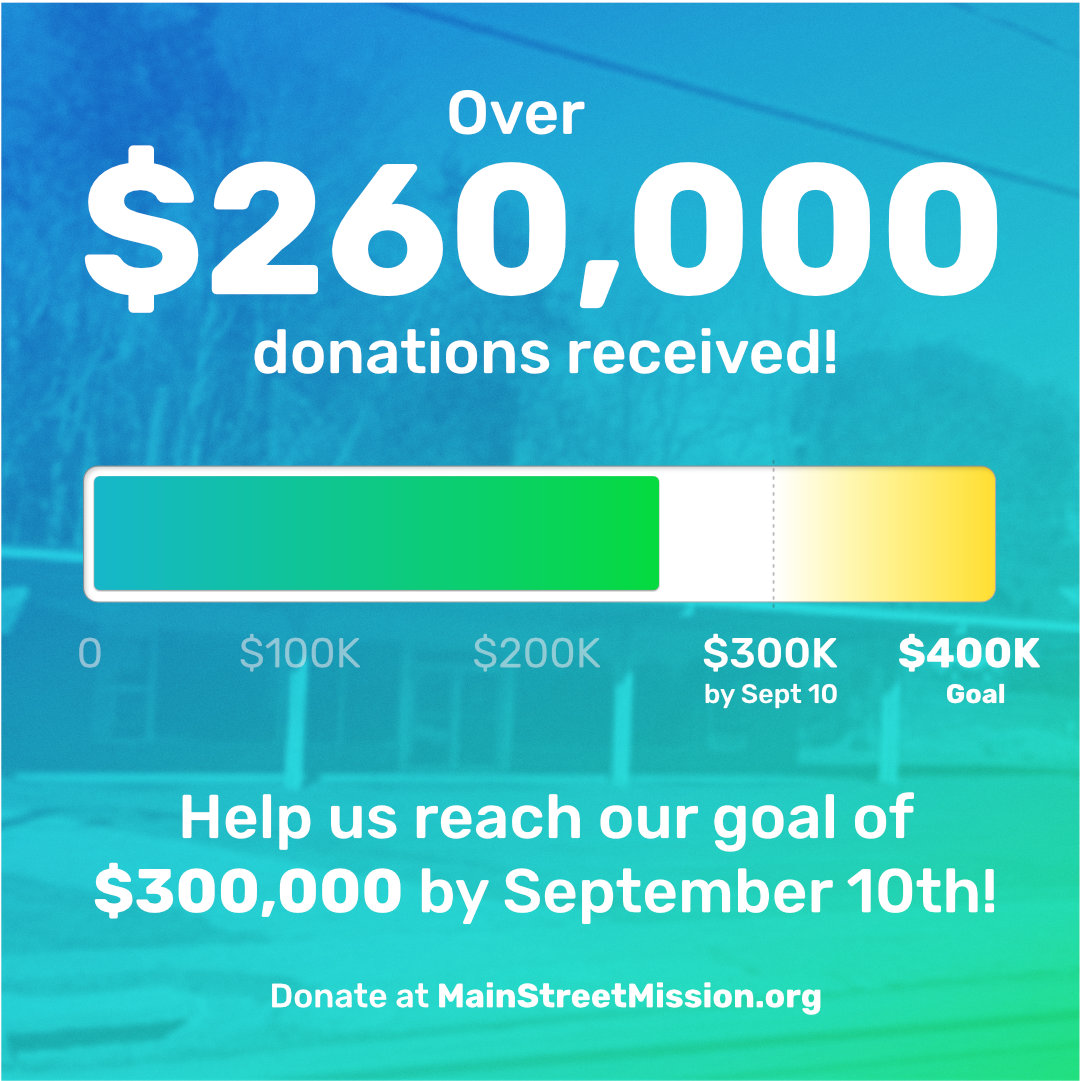 Over
$260,000
donations received!
0 $100K $200K $300K $400K
by Sept 10 Goal
Help us reach our goal of
$300,000 by September 10th!
Donate at MainStreetMission.org